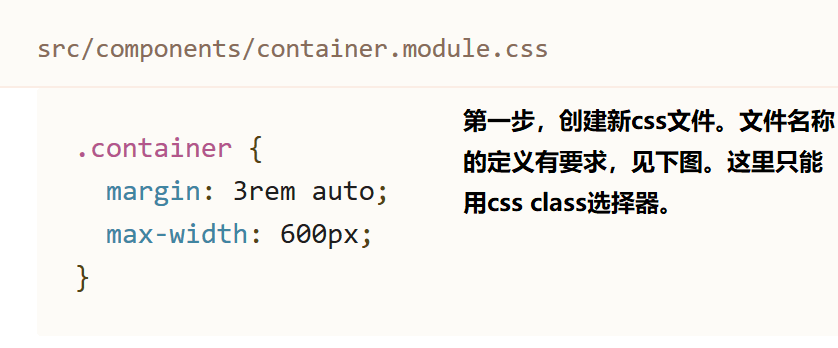 src/components/container.module.css
.container {
margin: 3rem auto;
max-width: 600px;
}
第一步，创建新css文件。文件名称
的定义有要求，见下图。这里只能
用css class选择器。